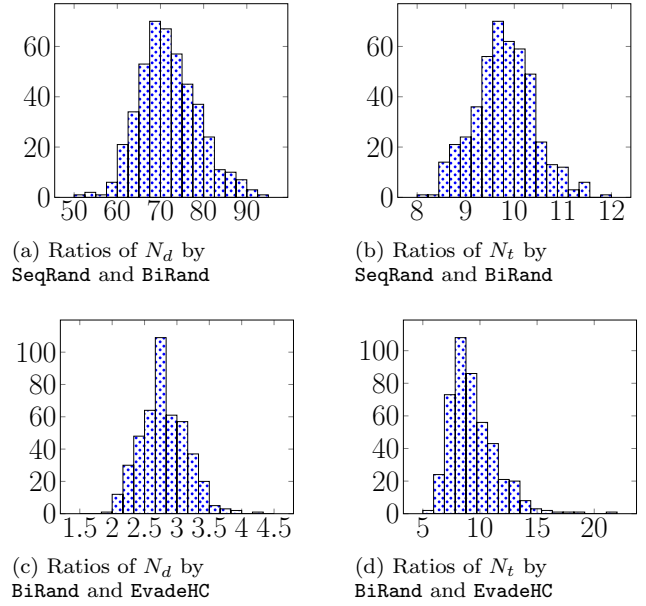 60
40
20
0
50 60 70 80 90
(a) Ratios of N_d by
SeqRand and BiRand
60
40
20
0
8 9 10 11 12
(b) Ratios of N_t by
SeqRand and BiRand
100
80
60
40
20
0
1.5 2 2.5 3 3.5 4 4.5
(c) Ratios of N_d by
BiRand and EvadeHC
100
80
60
40
20
0
5 10 15 20
(d) Ratios of N_t by
BiRand and EvadeHC